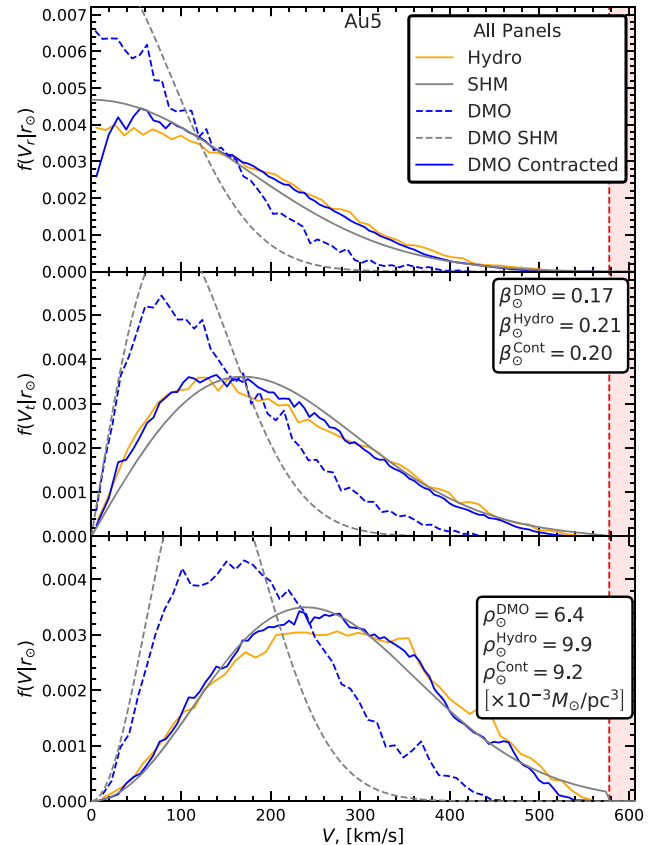 Au5
All Panels
Hydro
SHM
DMO
DMO SHM
DMO Contracted
0.007
0.006
0.005
0.004
0.003
0.002
0.001
0.000
f(V_r|r_⊙)
β_⊙^DMO = 0.17
β_⊙^Hydro = 0.21
β_⊙^Cont = 0.20
0.005
0.004
0.003
0.002
0.001
0.000
f(V_t|r_⊙)
ρ_⊙^DMO = 6.4
ρ_⊙^Hydro = 9.9
ρ_⊙^Cont = 9.2
[×10^−3 M_⊙/pc^3]
0.004
0.003
0.002
0.001
0.000
f(V|r_⊙)
0 100 200 300 400 500 600
V, [km/s]